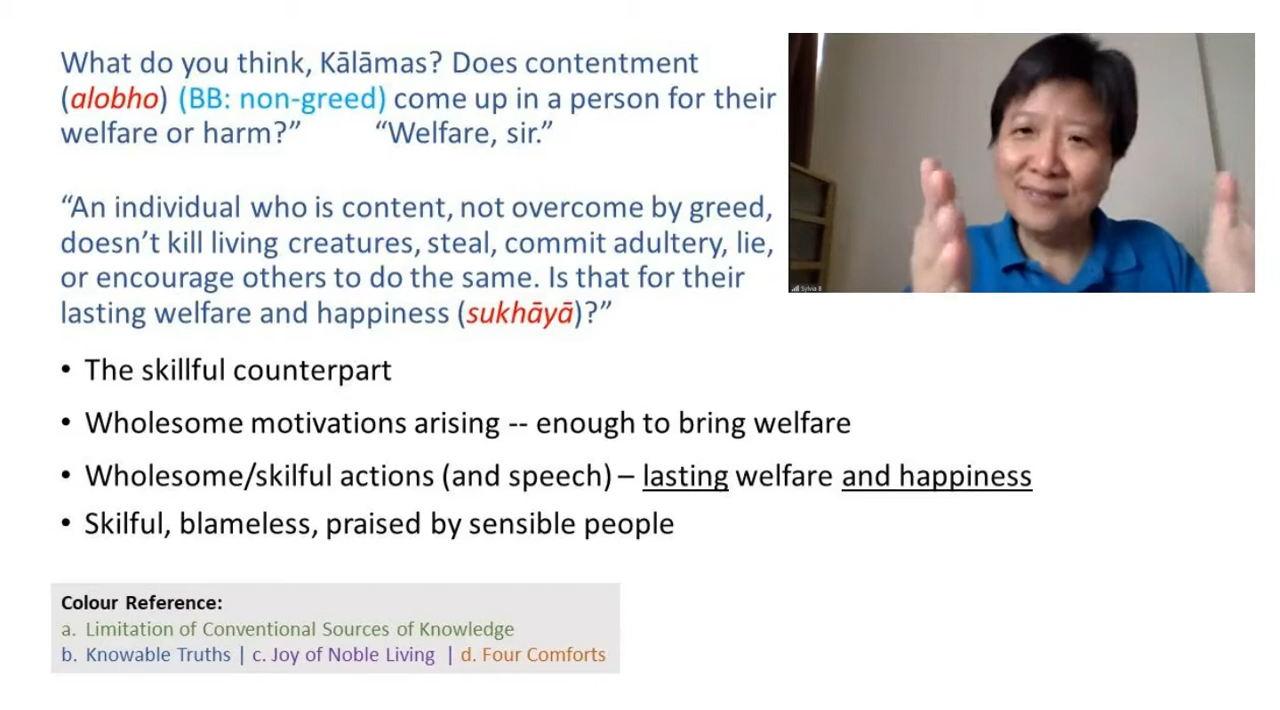 What do you think, Kālāmas? Does contentment
(alobho) (BB: non-greed) come up in a person for their
welfare or harm?” “Welfare, sir.”
“An individual who is content, not overcome by greed,
doesn’t kill living creatures, steal, commit adultery, lie,
or encourage others to do the same. Is that for their
lasting welfare and happiness (sukhāyā)?”
• The skillful counterpart
• Wholesome motivations arising -- enough to bring welfare
• Wholesome/skilful actions (and speech) – lasting welfare and happiness
• Skilful, blameless, praised by sensible people
Colour Reference:
a. Limitation of Conventional Sources of Knowledge
b. Knowable Truths | c. Joy of Noble Living | d. Four Comforts